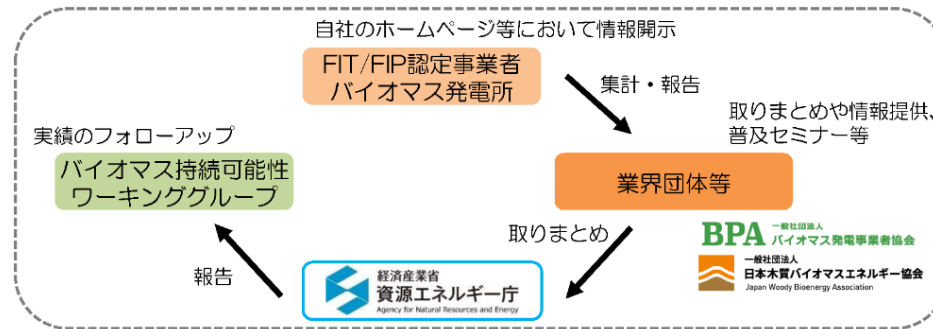 自社のホームページ等において情報開示
FIT/FIP認定事業者
バイオマス発電所
集計・報告
取りまとめや情報提供、
普及セミナー等
実績のフォローアップ
バイオマス持続可能性
ワーキンググループ
業界団体等
取りまとめ
BPA 一般社団法人
バイオマス発電事業者協会
一般社団法人
日本木質バイオマスエネルギー協会
Japan Woody Bioenergy Association
報告
経済産業省
資源エネルギー庁
Agency for Natural Resources and Energy